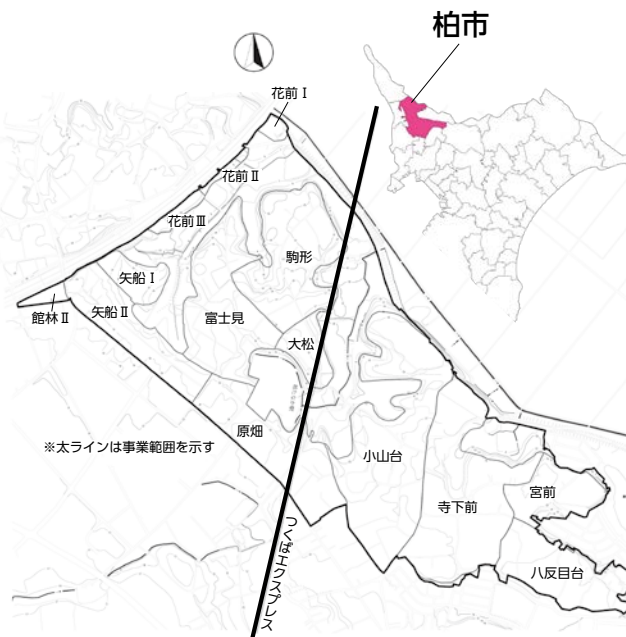 柏市
花前Ⅰ
花前Ⅱ
花前Ⅲ
駒形
矢船Ⅰ
館林Ⅱ
矢船Ⅱ
富士見
大松
原畑
※太ラインは事業範囲を示す
小山台
宮前
寺下前
八反目台
つくばエクスプレス